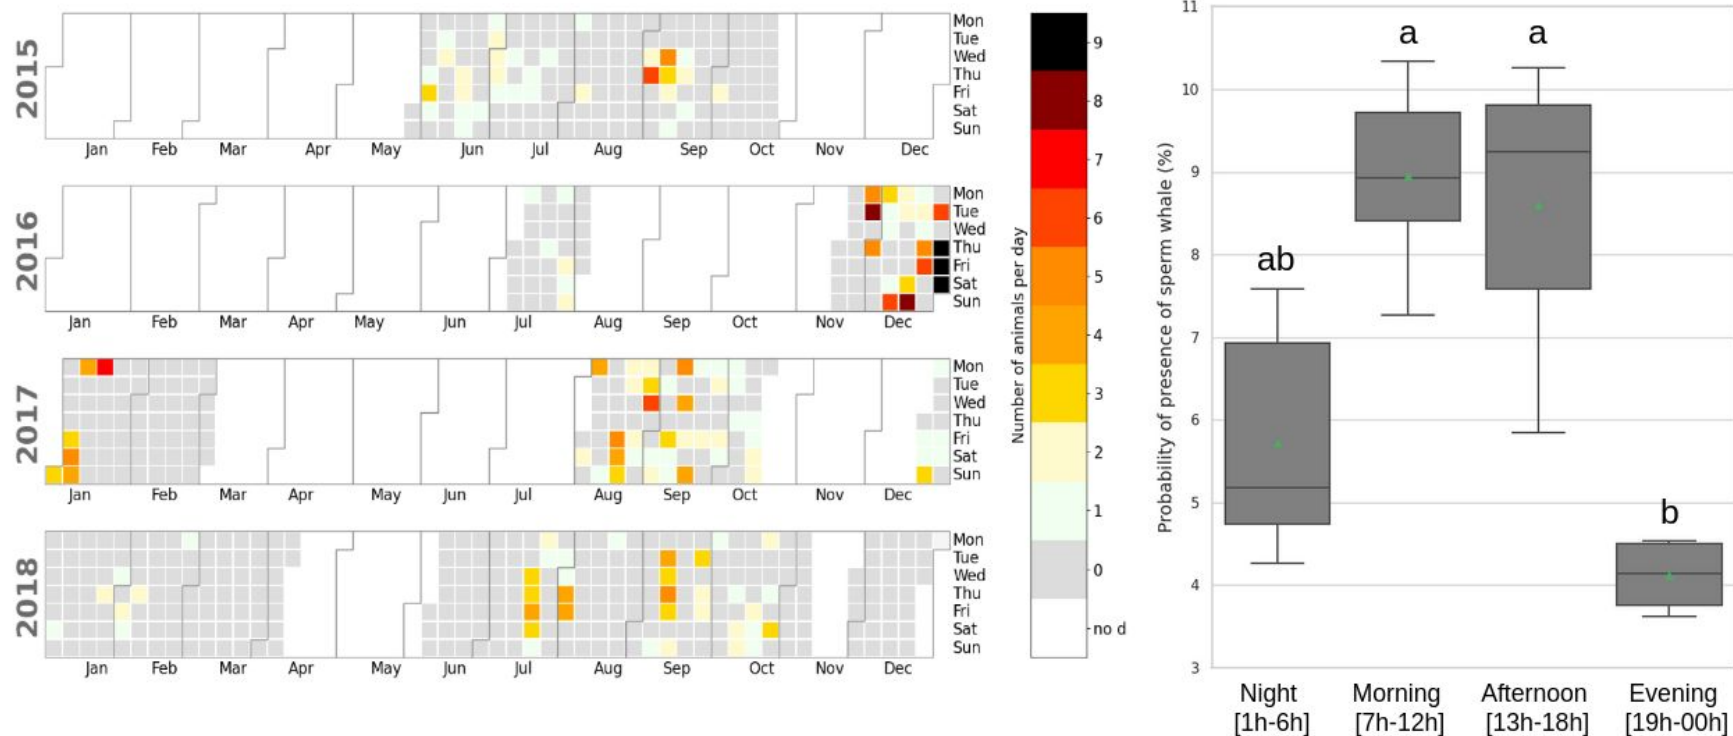 2015
Mon
Tue
Wed
Thu
Fri
Sat
Sun
Jan Feb Mar Apr May Jun Jul Aug Sep Oct Nov Dec
2016
Mon
Tue
Wed
Thu
Fri
Sat
Sun
Jan Feb Mar Apr May Jun Jul Aug Sep Oct Nov Dec
2017
Mon
Tue
Wed
Thu
Fri
Sat
Sun
Jan Feb Mar Apr May Jun Jul Aug Sep Oct Nov Dec
2018
Mon
Tue
Wed
Thu
Fri
Sat
Sun
Jan Feb Mar Apr May Jun Jul Aug Sep Oct Nov Dec
Number of animals per day
9
8
7
6
5
4
3
2
1
0
no d
Probability of presence of sperm whale (%)
11
10
9
8
7
6
5
4
3
ab
a
a
b
Night Morning Afternoon Evening
[1h-6h] [7h-12h] [13h-18h] [19h-00h]